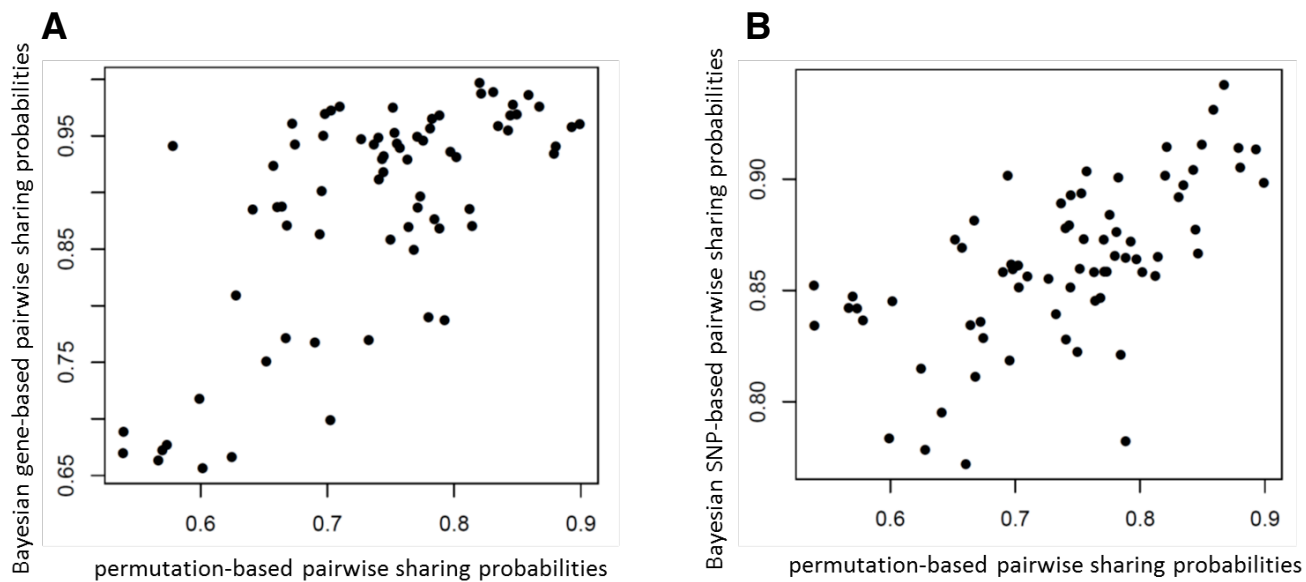 A
Bayesian gene-based pairwise sharing probabilities
0.95
0.85
0.75
0.65
0.6 0.7 0.8 0.9
permutation-based pairwise sharing probabilities
B
Bayesian SNP-based pairwise sharing probabilities
0.90
0.85
0.80
0.6 0.7 0.8 0.9
permutation-based pairwise sharing probabilities